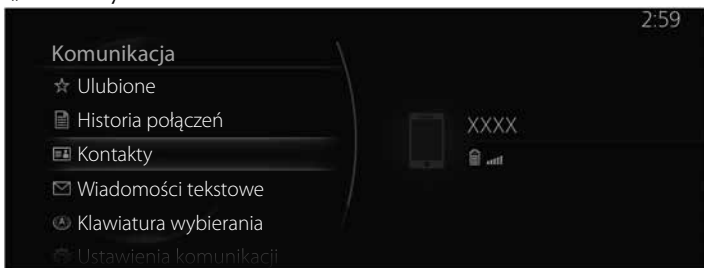 2:59
Komunikacja
Ulubione
Historia połączeń
XXXX
Kontakty
Wiadomości tekstowe
Klawiatura wybierania
Ustawienia komunikacji